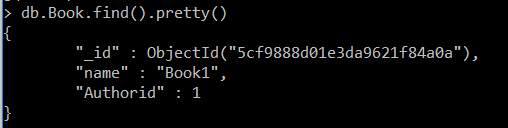 > db.Book.find().pretty()
{
"_id" : ObjectId("5cf9888d01e3da9621f84a0a"),
"name" : "Book1",
"Authorid" : 1
}